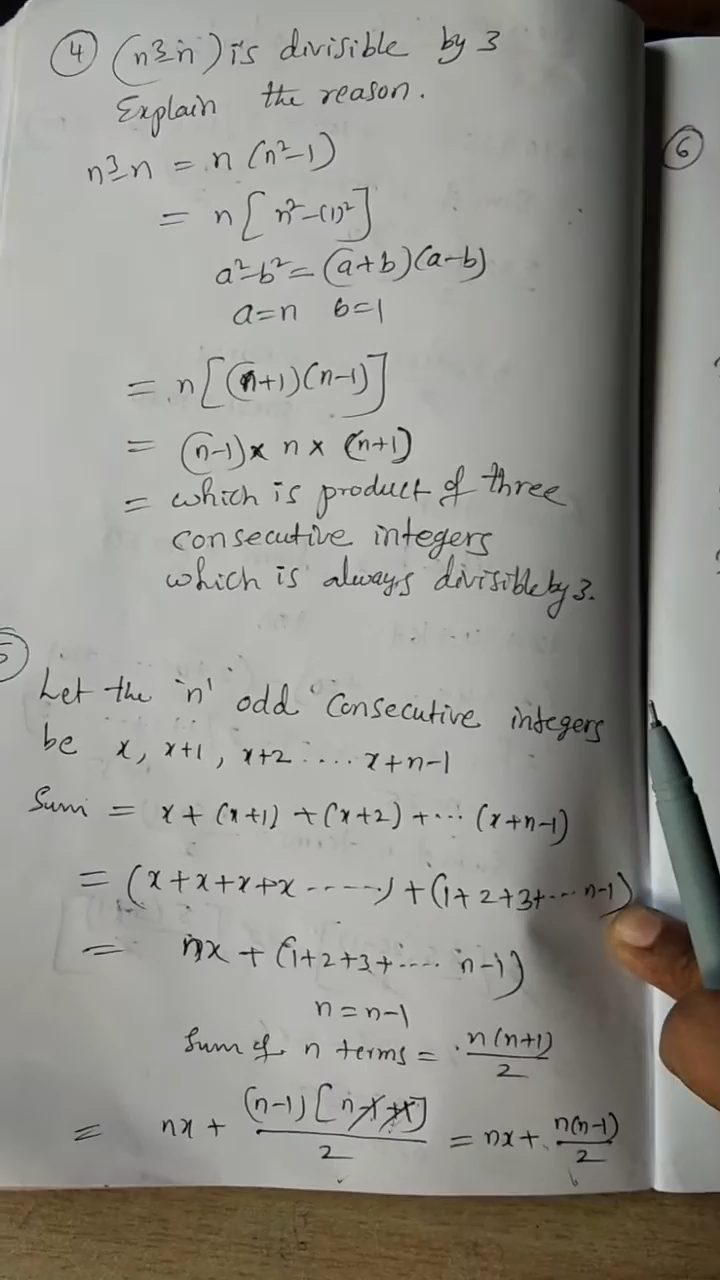 ④ (n³-n) is divisible by 3
Explain the reason.
n³-n = n (n²-1)
= n [n²-(1)²]
a²-b² = (a+b)(a-b)
a=n b=1
= n[(n+1)(n-1)]
= (n-1) x n x (n+1)
= which is product of three
consecutive integers
which is always divisible by 3.
5
Let the 'n' odd consecutive integers
be x, x+1, x+2 .... x+n-1
Sum = x + (x+1) + (x+2) + ... (x+n-1)
= (x+x+x+x -----) + (1+2+3+... n-1)
= nx + (1+2+3+.... n-1)
n = n-1
Sum of n terms = n(n+1)/2
= nx + (n-1)[n-1+1]/2 = nx + n(n-1)/2
⑥